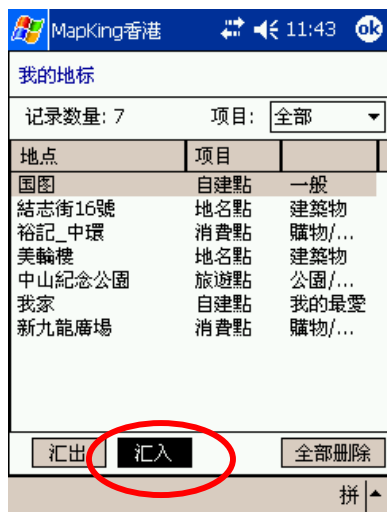 MapKing香港 11:43 ok
我的地标
记录数量: 7 项目: 全部
地点 项目
国图 自建點 一般
結志街16號 地名點 建築物
裕記_中環 消費點 購物/...
美輪樓 地名點 建築物
中山紀念公園 旅遊點 公園/...
我家 自建點 我的最愛
新九龍廣場 消費點 購物/...
汇出 汇入 全部删除
拼